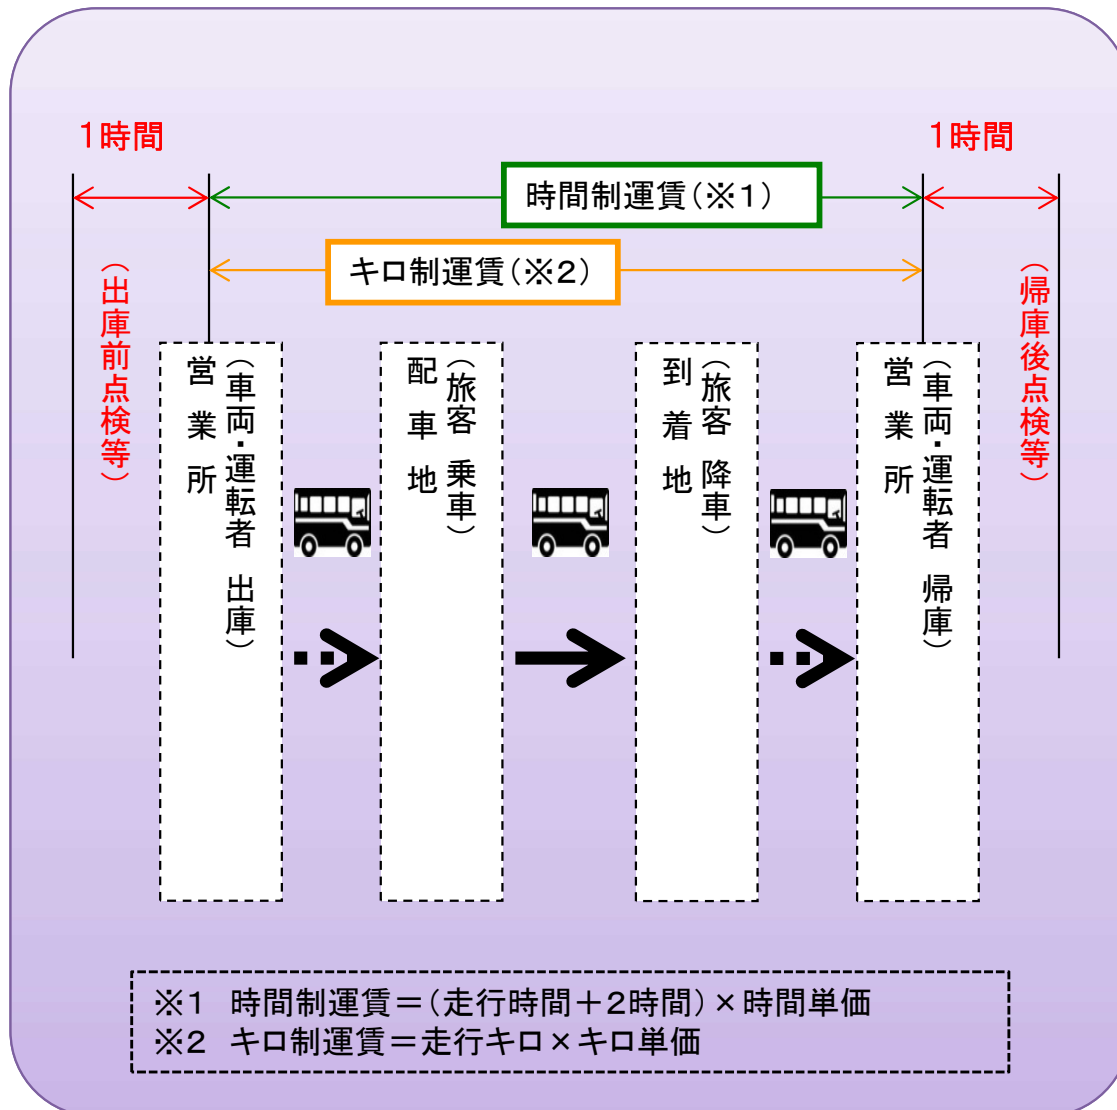 1時間
1時間
時間制運賃(※1)
キロ制運賃(※2)
(出庫前点検等)
(帰庫後点検等)
営業所
(車両・運転者 出庫)
配車地
(旅客 乗車)
到着地
(旅客 降車)
営業所
(車両・運転者 帰庫)
※1 時間制運賃=(走行時間+2時間)×時間単価
※2 キロ制運賃=走行キロ×キロ単価